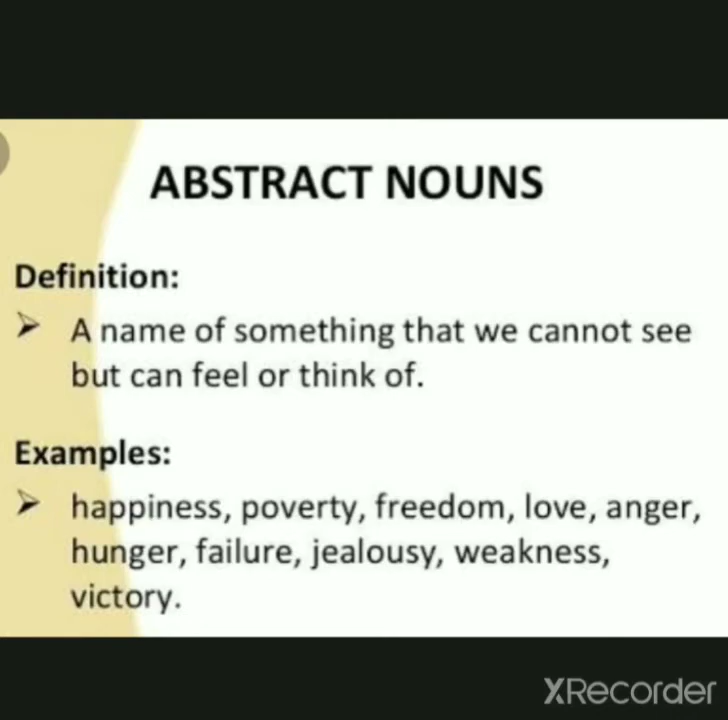 ABSTRACT NOUNS
Definition:
➢ A name of something that we cannot see
but can feel or think of.
Examples:
➢ happiness, poverty, freedom, love, anger,
hunger, failure, jealousy, weakness,
victory.
XRecorder